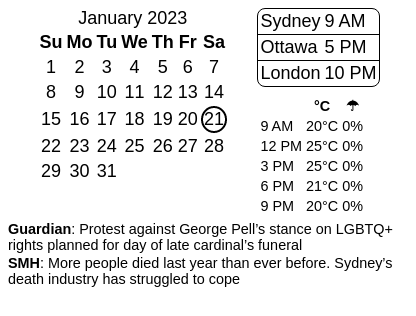 January 2023
Su Mo Tu We Th Fr Sa
1 2 3 4 5 6 7
8 9 10 11 12 13 14
15 16 17 18 19 20 21
22 23 24 25 26 27 28
29 30 31
Sydney 9 AM
Ottawa 5 PM
London 10 PM
°C ☂
9 AM 20°C 0%
12 PM 25°C 0%
3 PM 25°C 0%
6 PM 21°C 0%
9 PM 20°C 0%
Guardian: Protest against George Pell’s stance on LGBTQ+
rights planned for day of late cardinal’s funeral
SMH: More people died last year than ever before. Sydney’s
death industry has struggled to cope